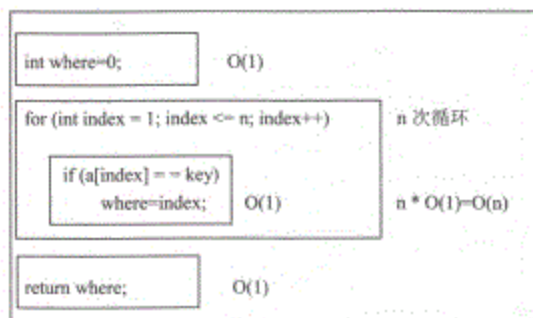 int where=0; O(1)
for (int index = 1; index <= n; index++) n 次循环
if (a[index] = = key)
where=index; O(1) n * O(1)=O(n)
return where; O(1)